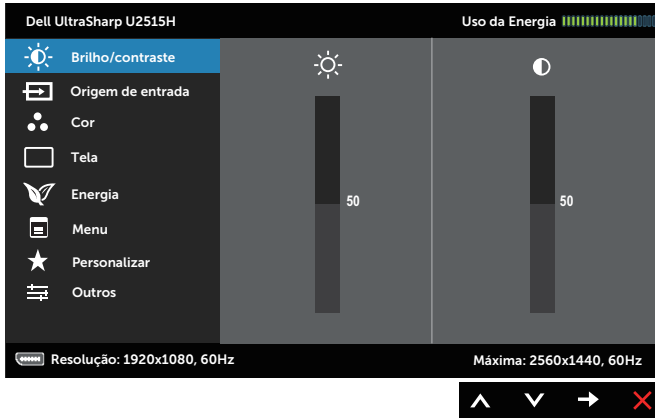 Dell UltraSharp U2515H
Uso da Energia
Brilho/contraste
Origem de entrada
Cor
Tela
Energia
Menu
Personalizar
Outros
50
50
Resolução: 1920x1080, 60Hz
Máxima: 2560x1440, 60Hz